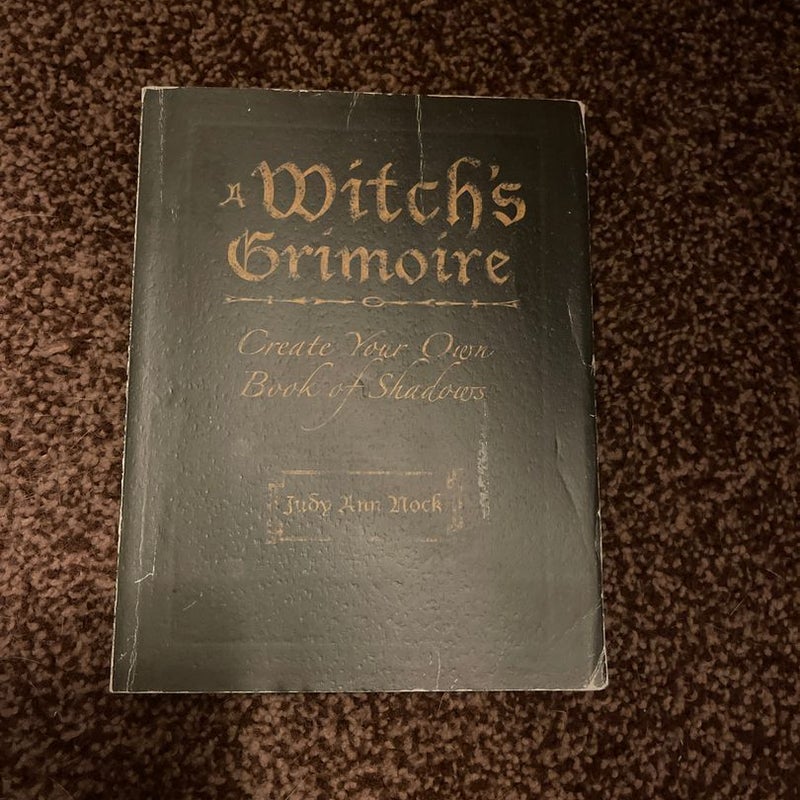 A Witch's
Grimoire
Create Your Own
Book of Shadows
Judy Ann Nock